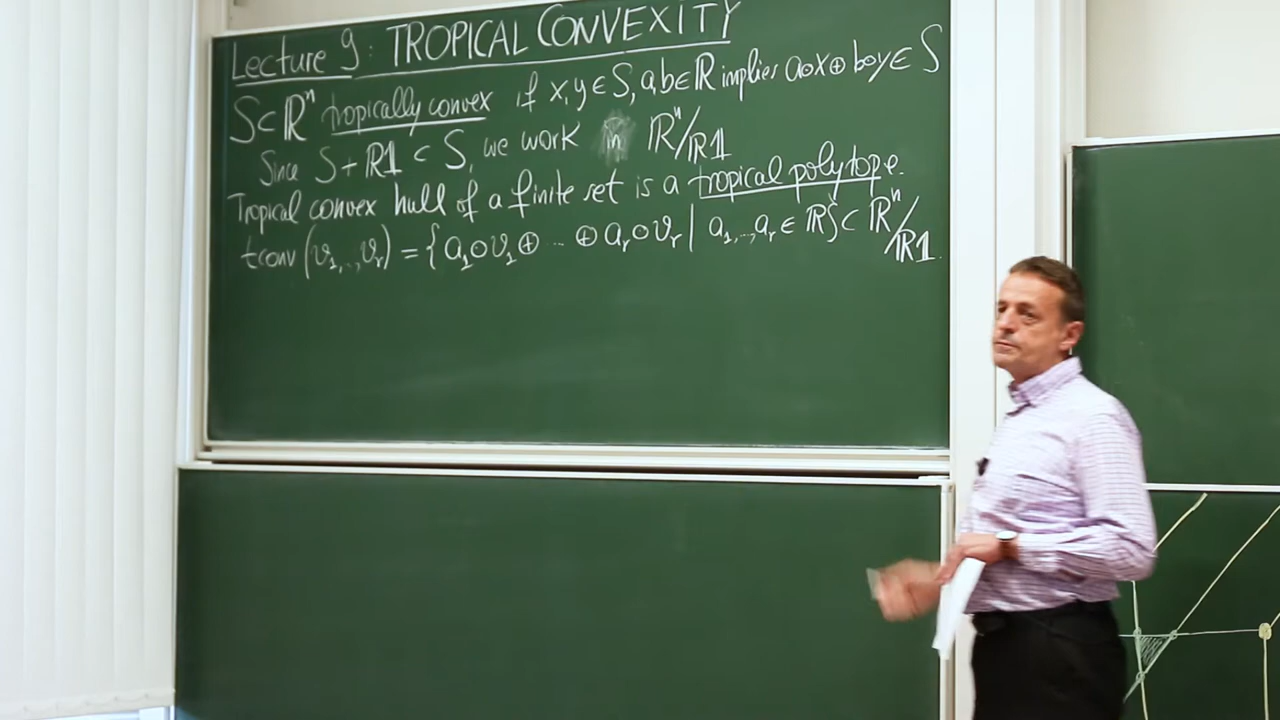 Lecture 9: TROPICAL CONVEXITY
S⊂ℝⁿ tropically convex if x,y∈S, a,b∈ℝ implies a⊙x⊕b⊙y∈S
Since S+ℝ𝟙⊂S, we work in ℝⁿ/ℝ𝟙
Tropical convex hull of a finite set is a tropical polytope.
tconv(v₁,..,vᵣ)={a₁⊙v₁⊕...⊕aᵣ⊙vᵣ | a₁,..,aᵣ∈ℝ}⊂ℝⁿ/ℝ𝟙.